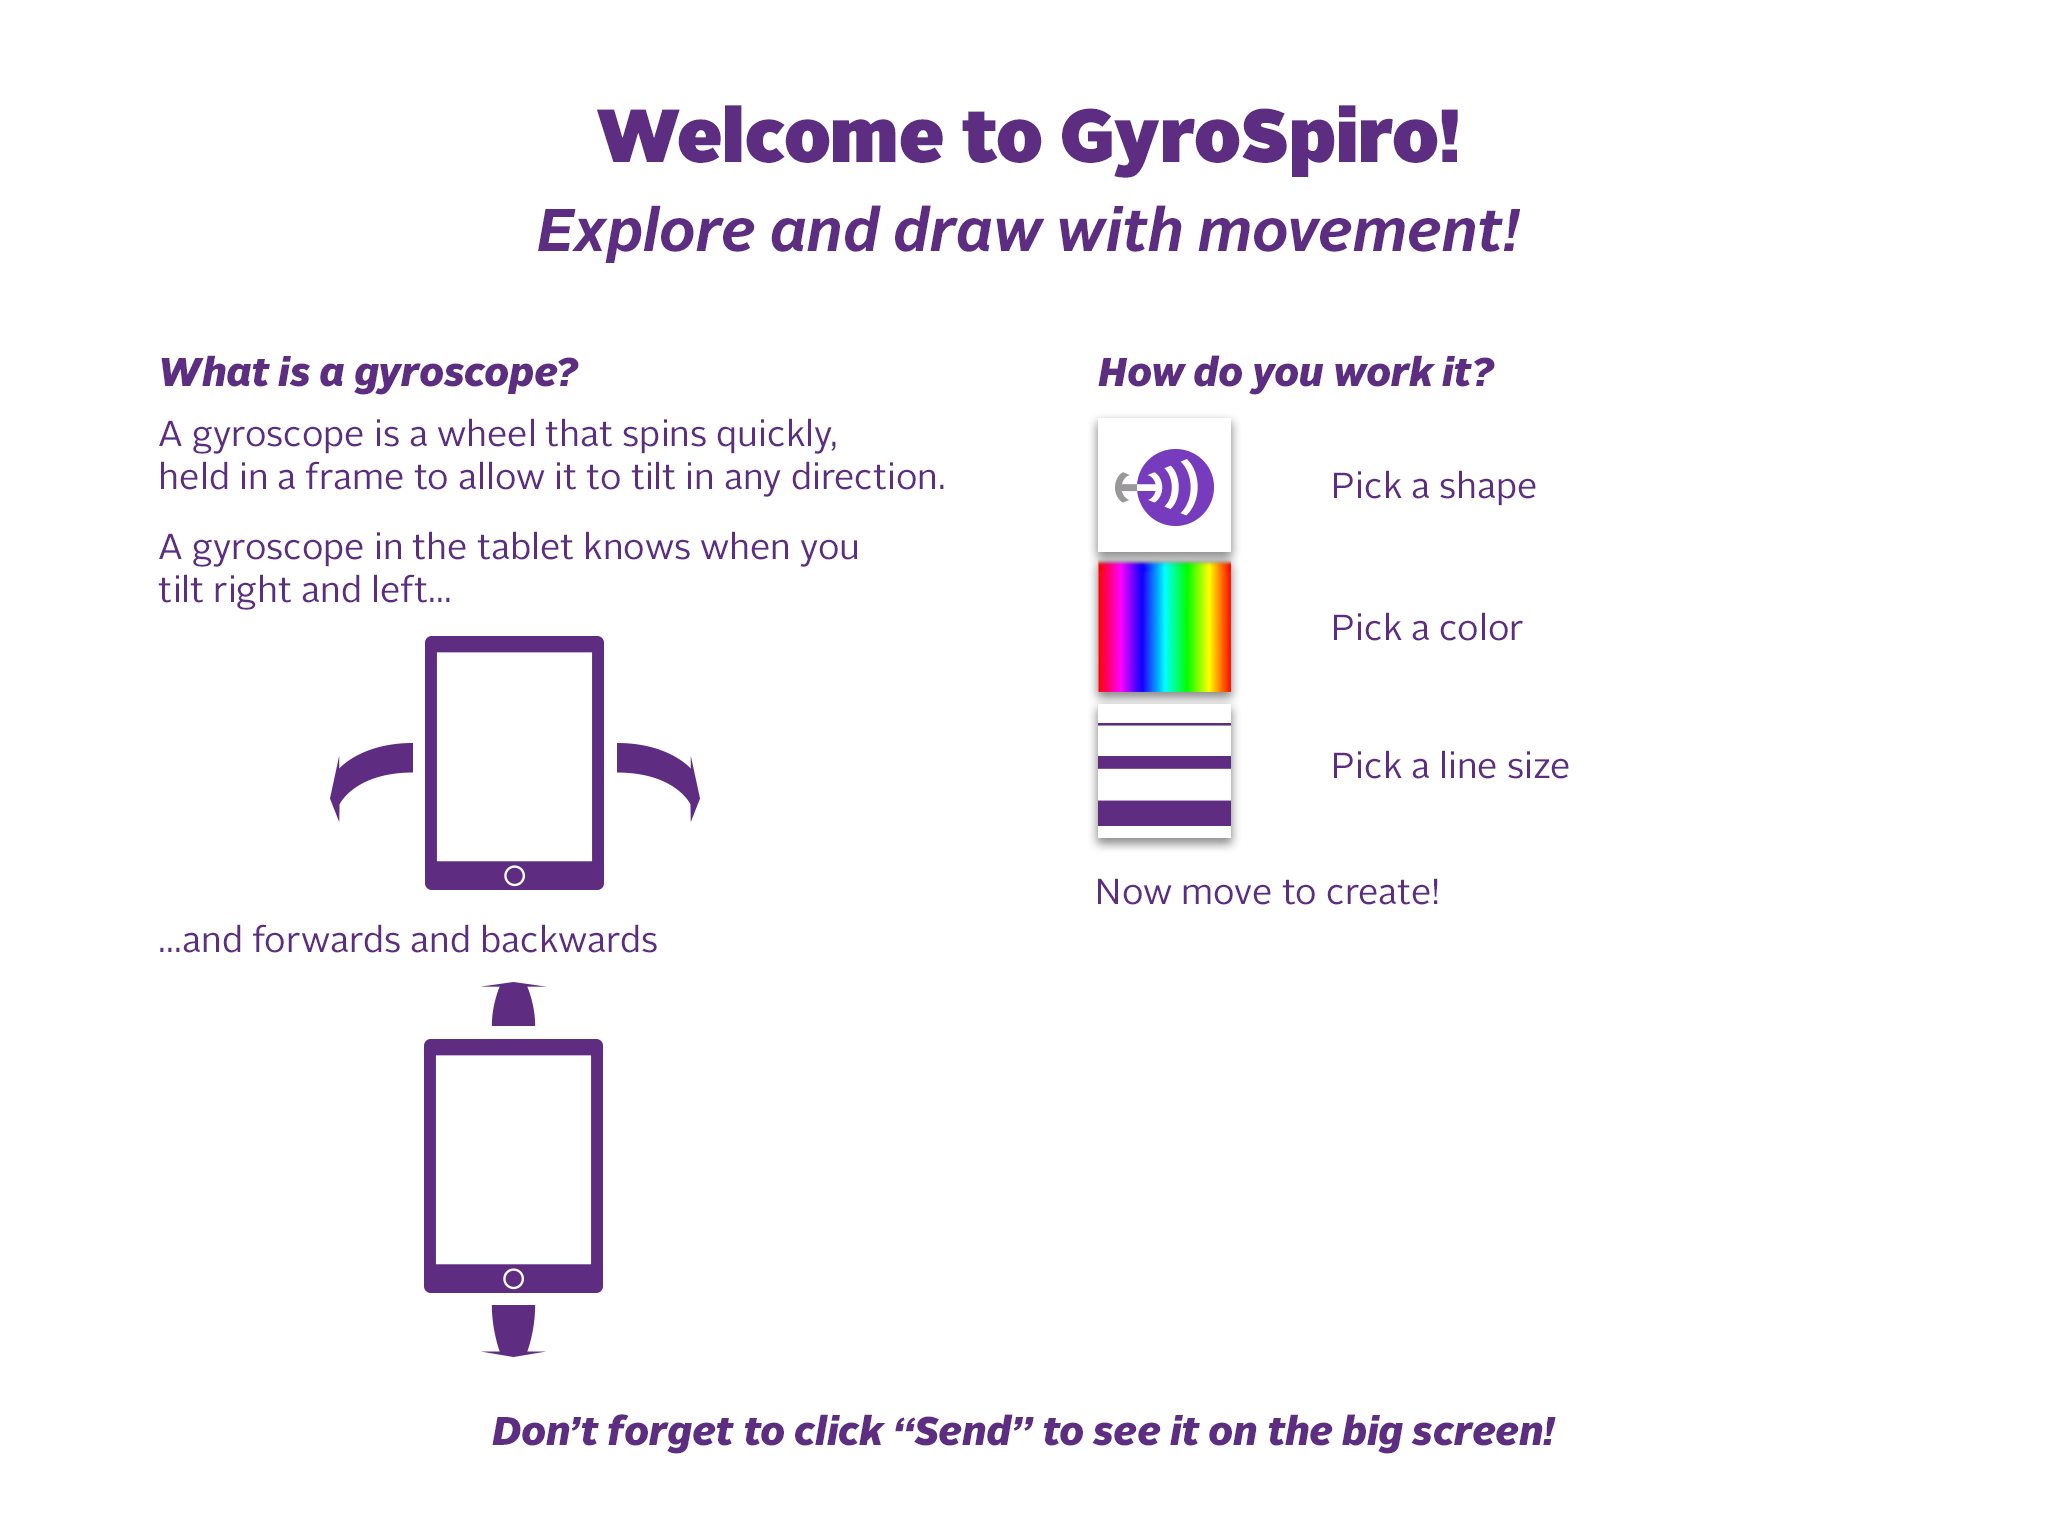 Welcome to GyroSpiro!
Explore and draw with movement!
What is a gyroscope?
A gyroscope is a wheel that spins quickly,
held in a frame to allow it to tilt in any direction.
A gyroscope in the tablet knows when you
tilt right and left...
...and forwards and backwards
How do you work it?
Pick a shape
Pick a color
Pick a line size
Now move to create!
Don’t forget to click “Send” to see it on the big screen!